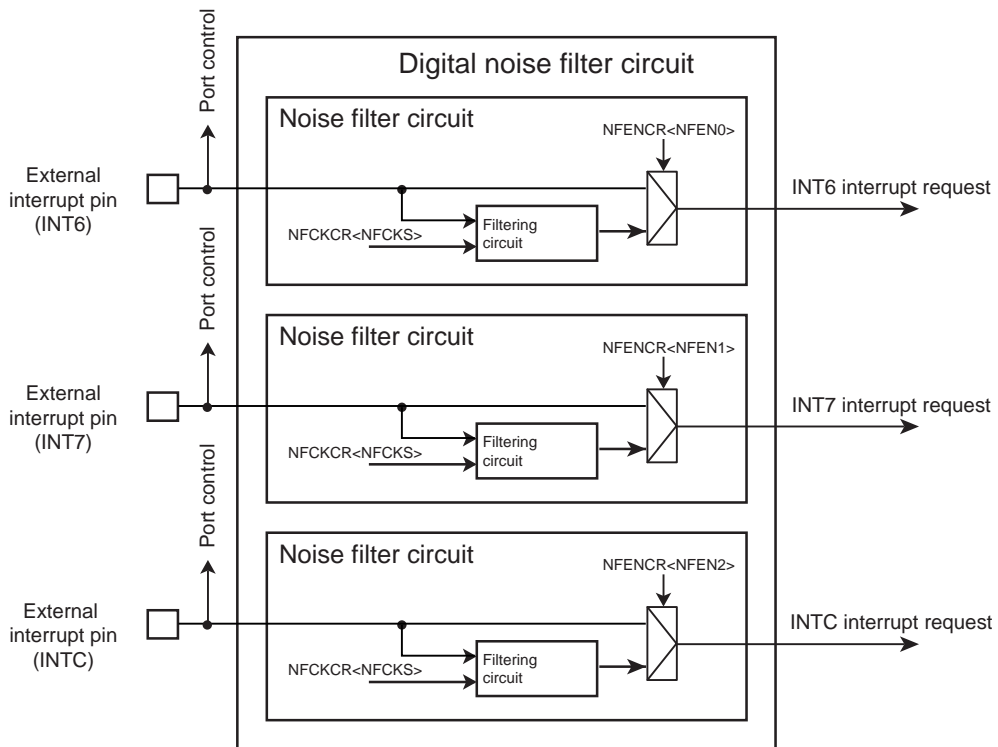 Port control
Digital noise filter circuit
Noise filter circuit
NFENCR<NFEN0>
External
interrupt pin
(INT6)
INT6 interrupt request
NFCKCR<NFCKS>
Filtering
circuit
Port control
Noise filter circuit
NFENCR<NFEN1>
External
interrupt pin
(INT7)
INT7 interrupt request
NFCKCR<NFCKS>
Filtering
circuit
Port control
Noise filter circuit
NFENCR<NFEN2>
External
interrupt pin
(INTC)
INTC interrupt request
NFCKCR<NFCKS>
Filtering
circuit